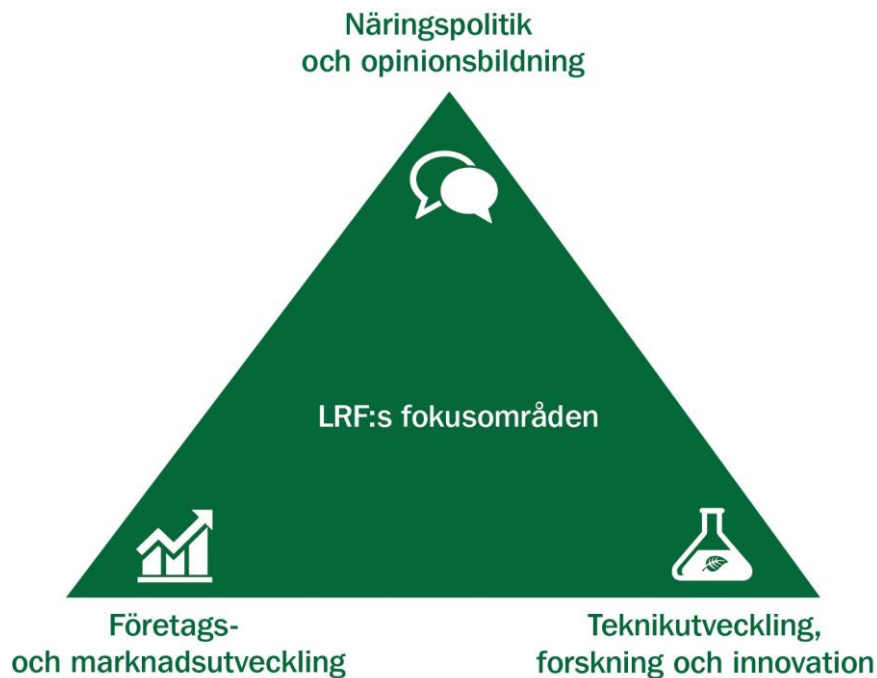 Näringspolitik
och opinionsbildning
LRF:s fokusområden
Företags-
och marknadsutveckling
Teknikutveckling,
forskning och innovation